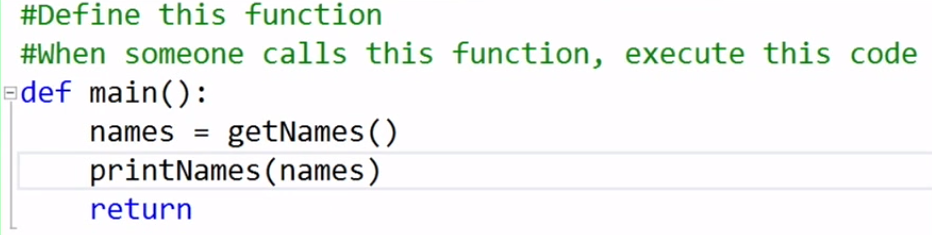 #Define this function
#When someone calls this function, execute this code
def main():
    names = getNames()
    printNames(names)
    return